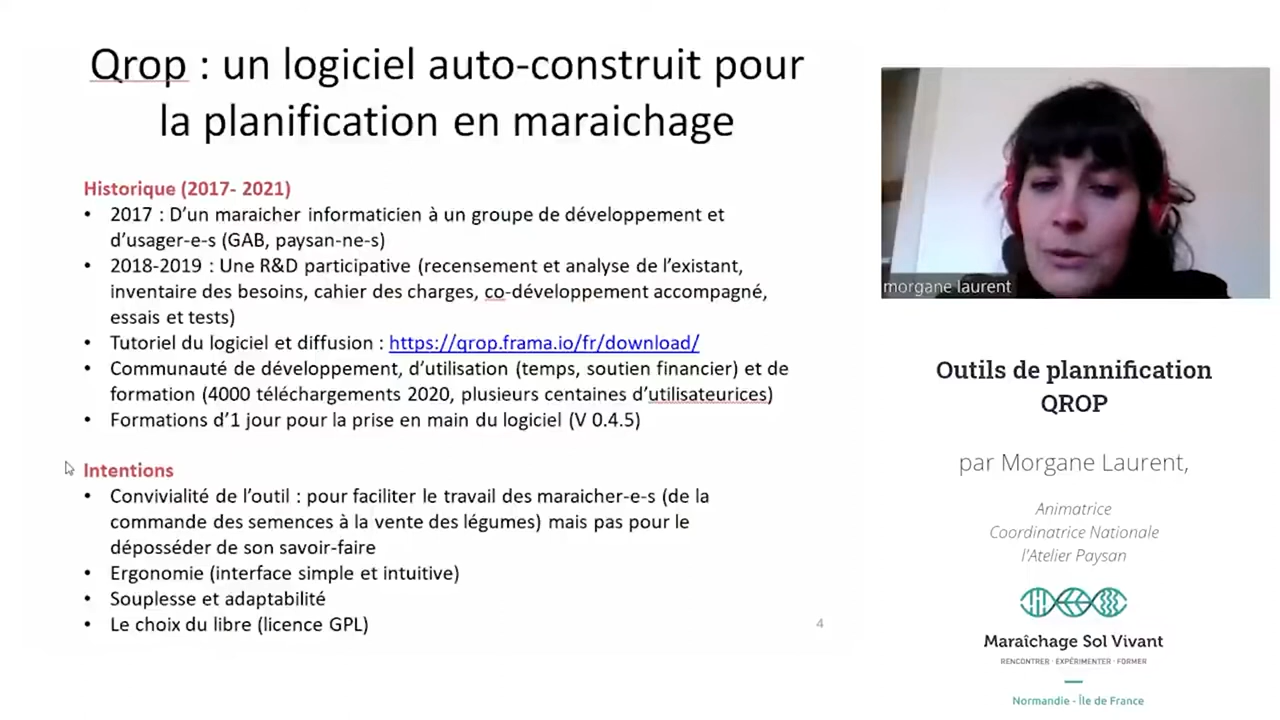 Qrop : un logiciel auto-construit pour
la planification en maraichage
Historique (2017- 2021)
• 2017 : D’un maraicher informaticien à un groupe de développement et
d’usager-e-s (GAB, paysan-ne-s)
• 2018-2019 : Une R&D participative (recensement et analyse de l’existant,
inventaire des besoins, cahier des charges, co-développement accompagné,
essais et tests)
• Tutoriel du logiciel et diffusion : https://qrop.frama.io/fr/download/
• Communauté de développement, d’utilisation (temps, soutien financier) et de
formation (4000 téléchargements 2020, plusieurs centaines d’utilisateurices)
• Formations d’1 jour pour la prise en main du logiciel (V 0.4.5)
Intentions
• Convivialité de l’outil : pour faciliter le travail des maraicher-e-s (de la
commande des semences à la vente des légumes) mais pas pour le
déposséder de son savoir-faire
• Ergonomie (interface simple et intuitive)
• Souplesse et adaptabilité
• Le choix du libre (licence GPL)
4
morgane laurent
Outils de plannification
QROP
par Morgane Laurent,
Animatrice
Coordinatrice Nationale
l’Atelier Paysan
Maraîchage Sol Vivant
RENCONTRER · EXPÉRIMENTER · FORMER
Normandie - Île de France